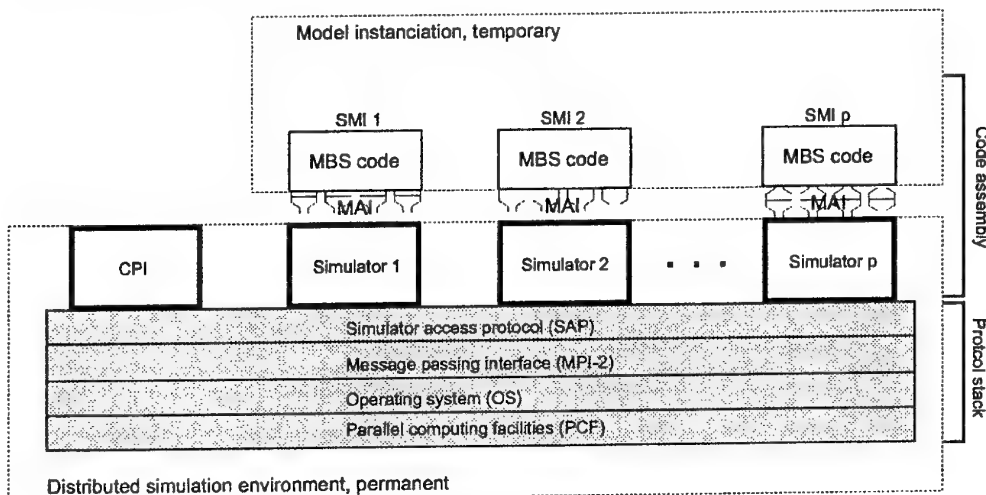 Model instanciation, temporary
SMI 1
SMI 2
SMI p
MBS code
MBS code
MBS code
MAI
MAI
MAI
CPI
Simulator 1
Simulator 2
. . .
Simulator p
Simulator access protocol (SAP)
Message passing interface (MPI-2)
Operating system (OS)
Parallel computing facilities (PCF)
Distributed simulation environment, permanent
Code assembly
Protcol stack